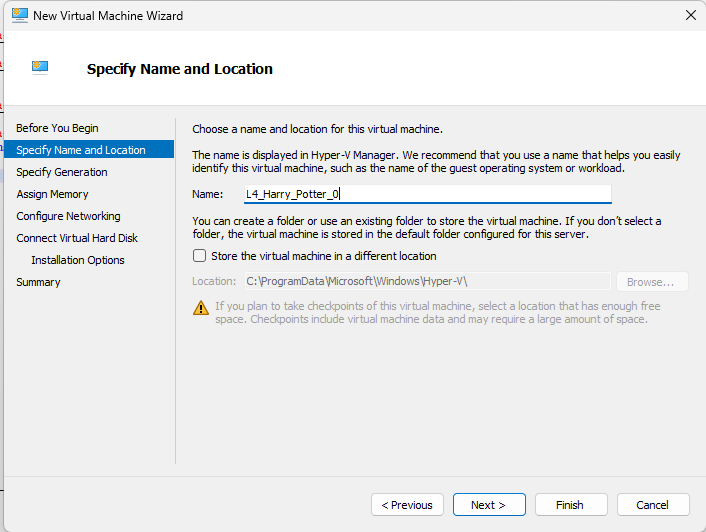 New Virtual Machine Wizard
Specify Name and Location
Before You Begin
Specify Name and Location
Specify Generation
Assign Memory
Configure Networking
Connect Virtual Hard Disk
Installation Options
Summary
Choose a name and location for this virtual machine.
The name is displayed in Hyper-V Manager. We recommend that you use a name that helps you easily
identify this virtual machine, such as the name of the guest operating system or workload.
Name: L4_Harry_Potter_0
You can create a folder or use an existing folder to store the virtual machine. If you don't select a
folder, the virtual machine is stored in the default folder configured for this server.
Store the virtual machine in a different location
Location: C:\ProgramData\Microsoft\Windows\Hyper-V\ Browse...
If you plan to take checkpoints of this virtual machine, select a location that has enough free
space. Checkpoints include virtual machine data and may require a large amount of space.
< Previous Next > Finish Cancel